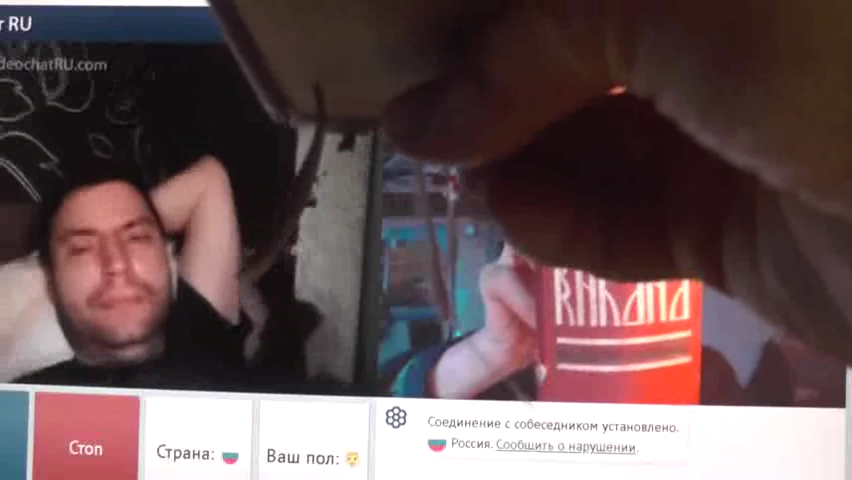 r RU
deochatRU.com
Стоп
Страна:
Ваш пол:
Соединение с собеседником установлено.
Россия. Сообщить о нарушении.